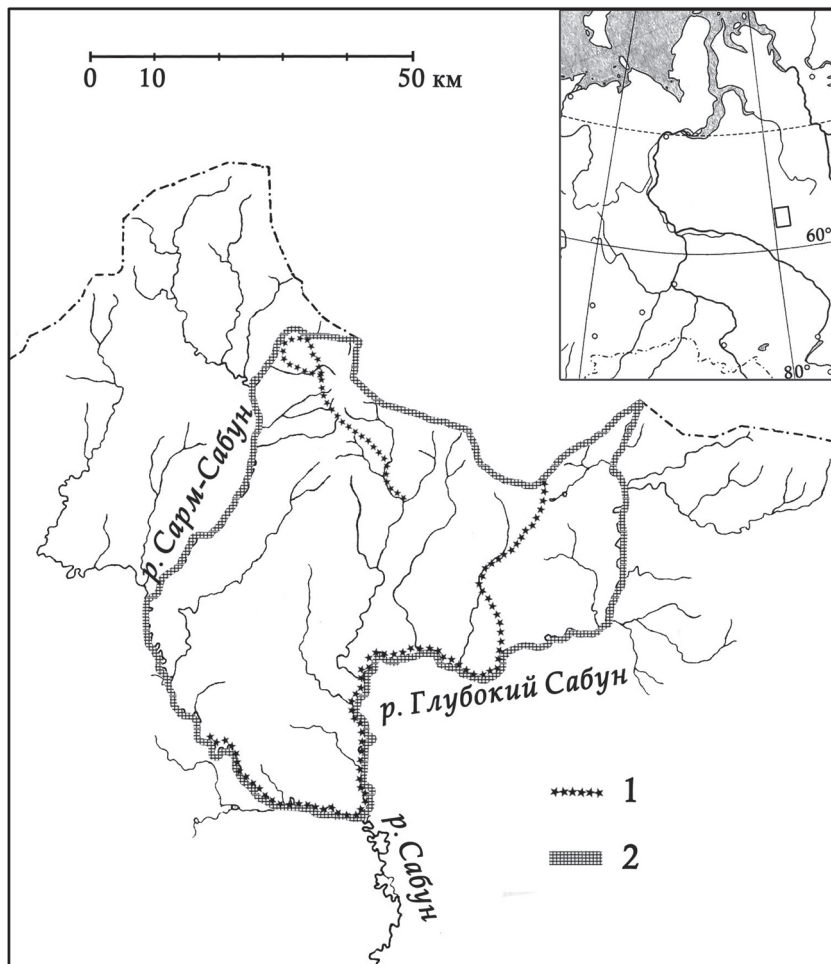 0 10 50 км
60°
80°
р. Сарм-Сабун
р. Глубокий Сабун
1
2
р. Сабун